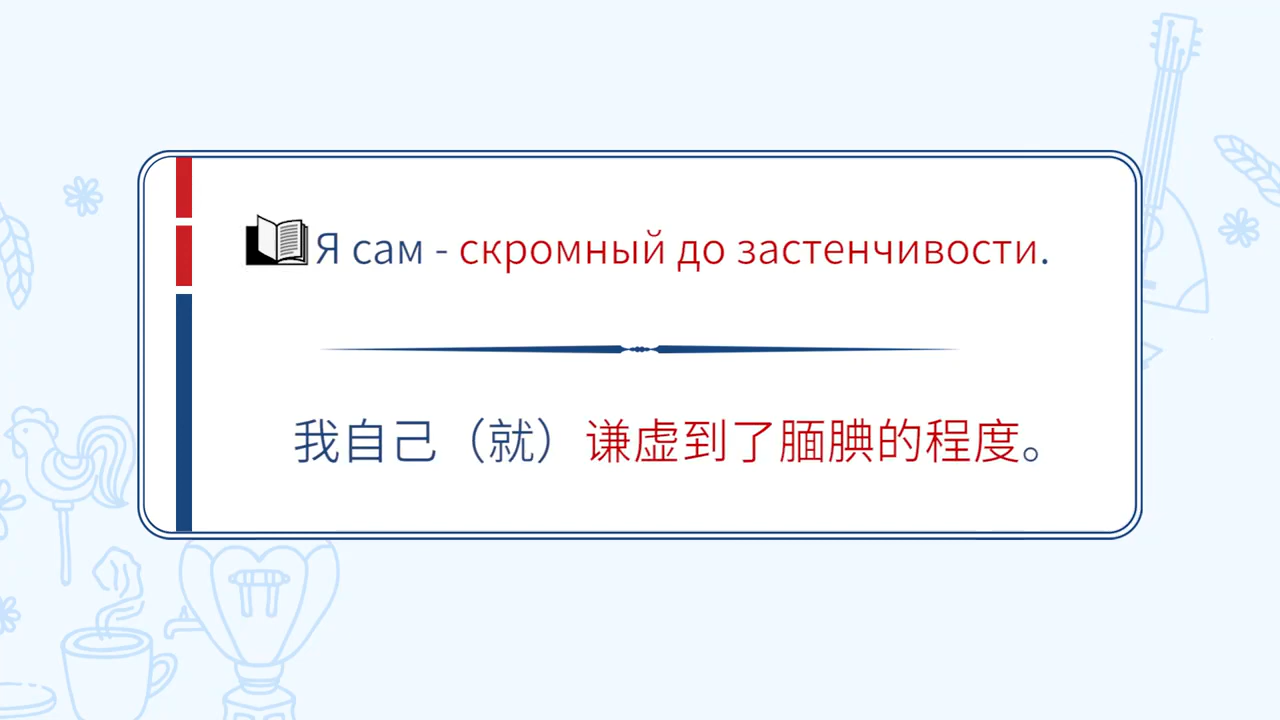 Я сам - скромный до застенчивости.
我自己（就）谦虚到了腼腆的程度。